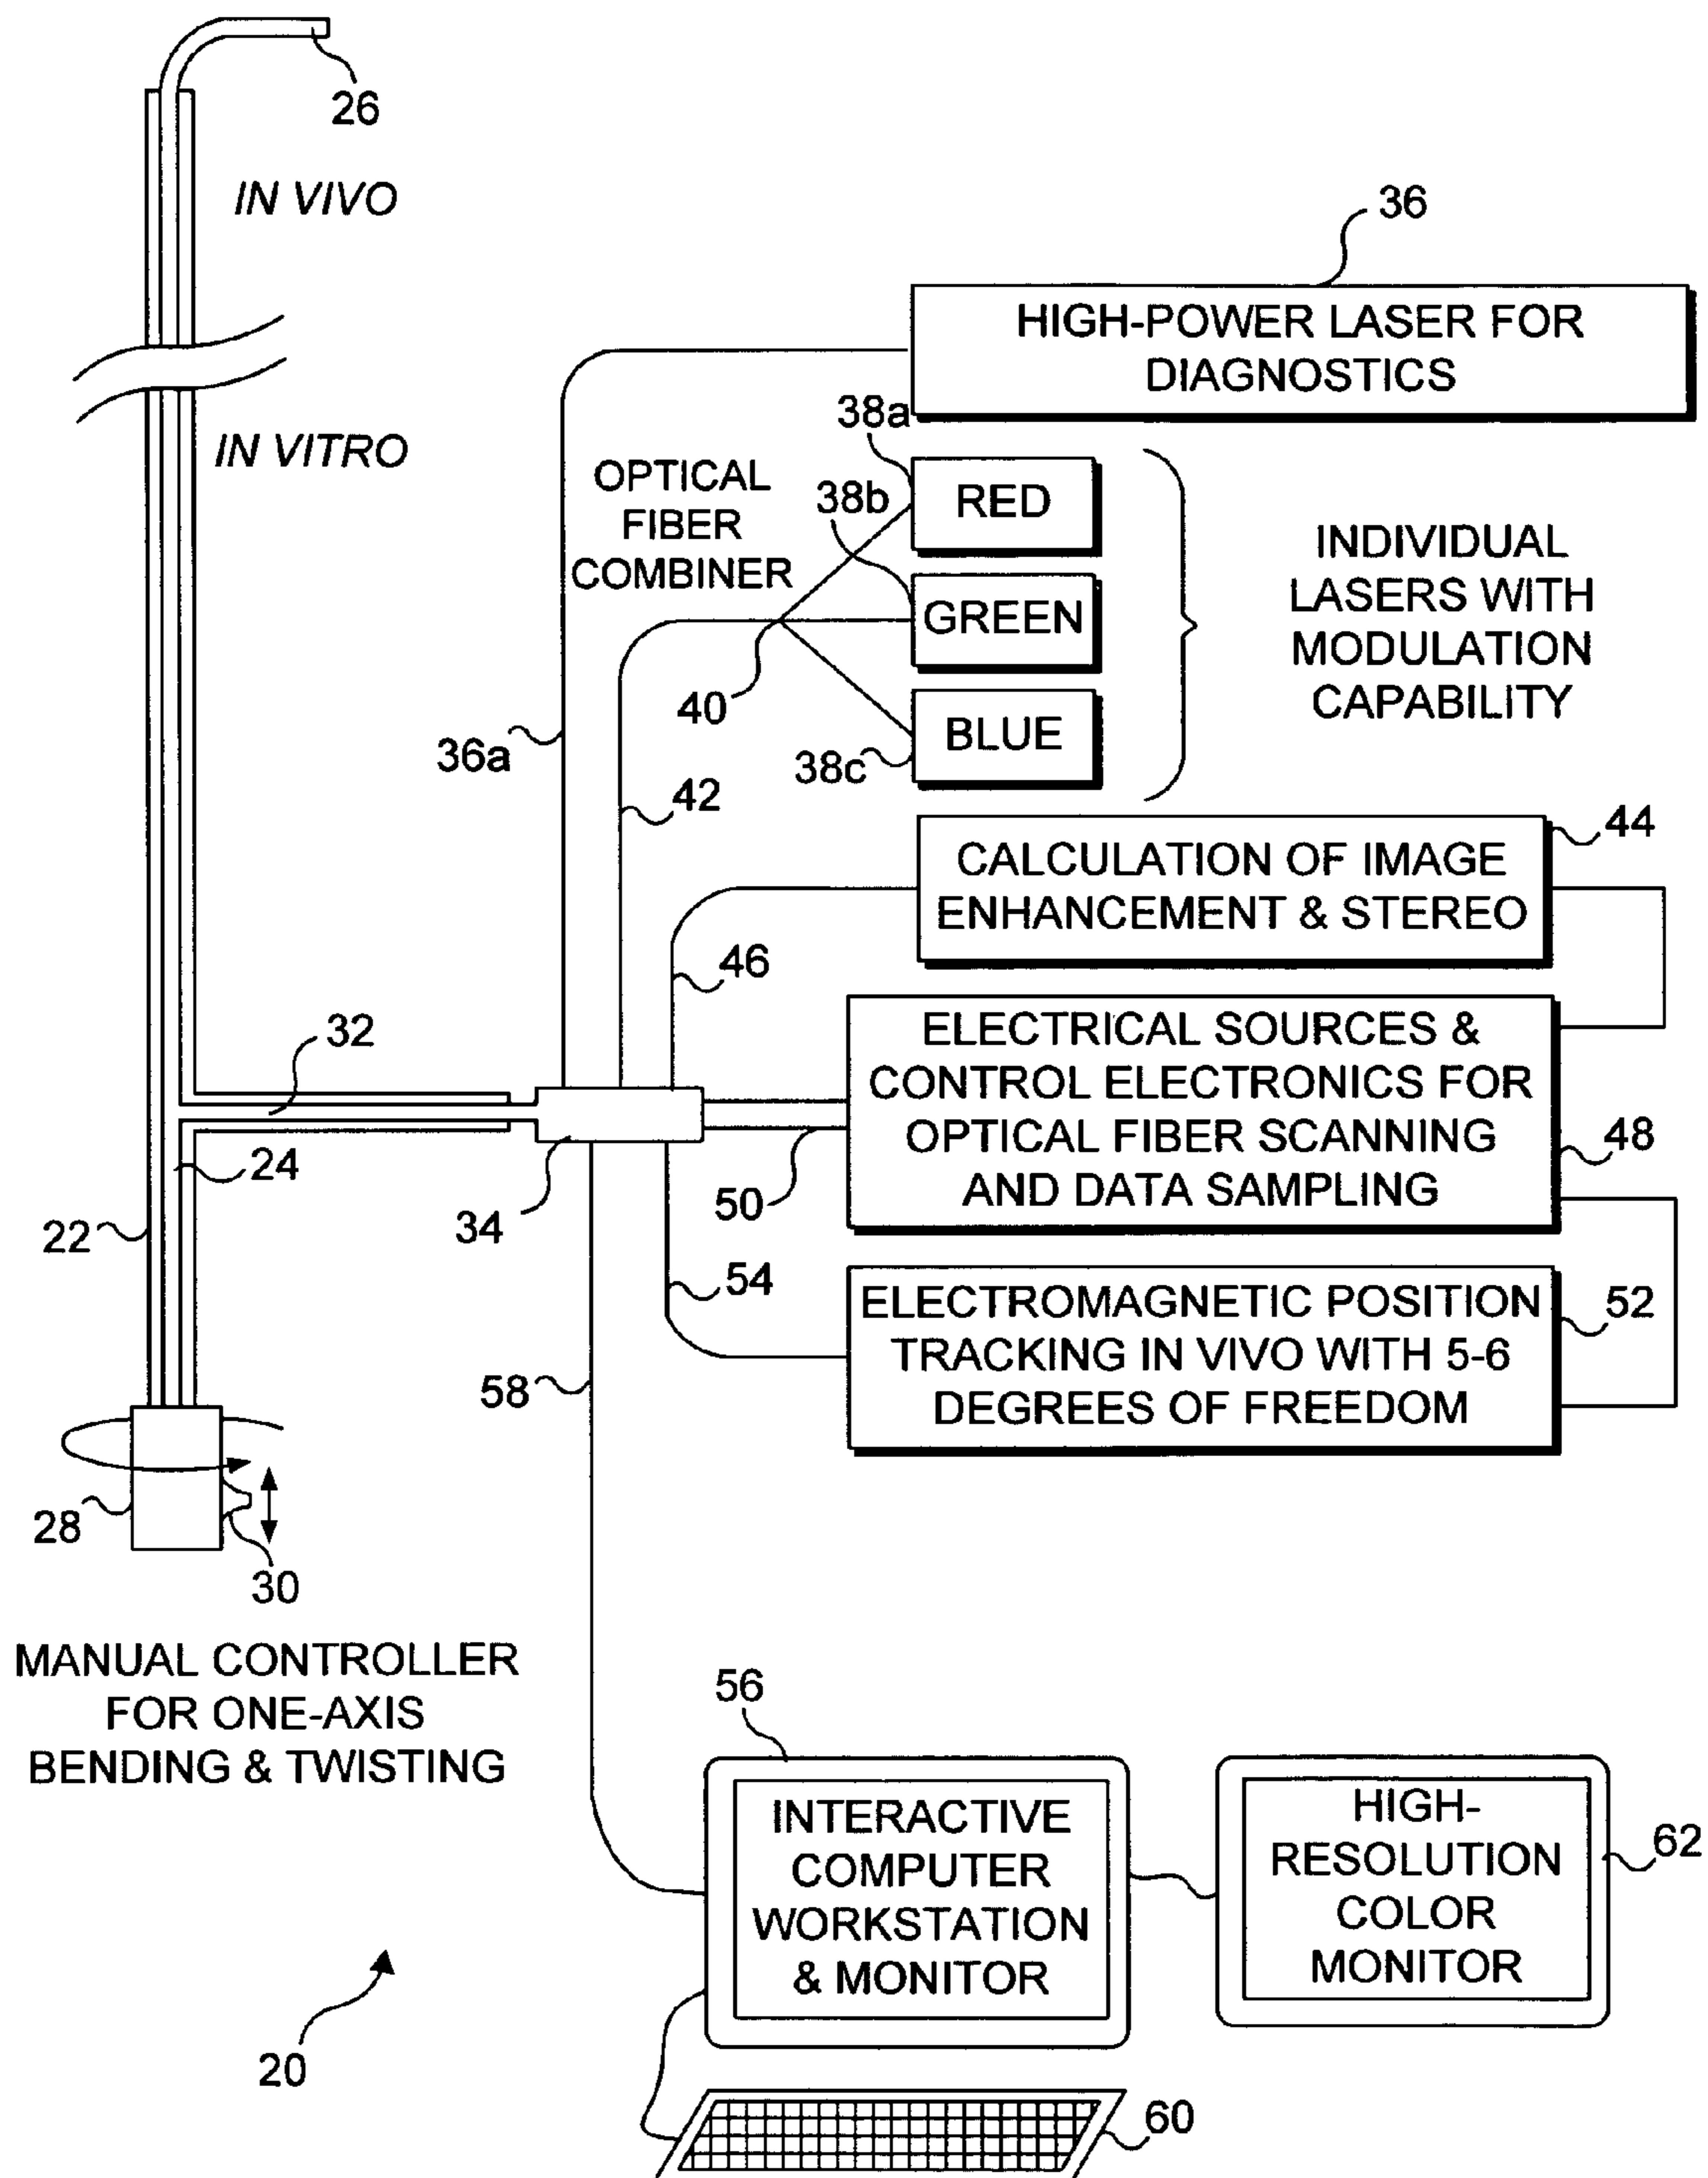 26
IN VIVO
36
HIGH-POWER LASER FOR
DIAGNOSTICS
IN VITRO
OPTICAL
FIBER
COMBINER
38a
RED
38b
GREEN
38c
BLUE
INDIVIDUAL
LASERS WITH
MODULATION
CAPABILITY
40
36a
42
44
CALCULATION OF IMAGE
ENHANCEMENT & STEREO
46
32
ELECTRICAL SOURCES &
CONTROL ELECTRONICS FOR
OPTICAL FIBER SCANNING
AND DATA SAMPLING
48
24
22
34
50
54
ELECTROMAGNETIC POSITION
TRACKING IN VIVO WITH 5-6
DEGREES OF FREEDOM
52
58
28
30
MANUAL CONTROLLER
FOR ONE-AXIS
BENDING & TWISTING
56
INTERACTIVE
COMPUTER
WORKSTATION
& MONITOR
HIGH-
RESOLUTION
COLOR
MONITOR
62
20
60